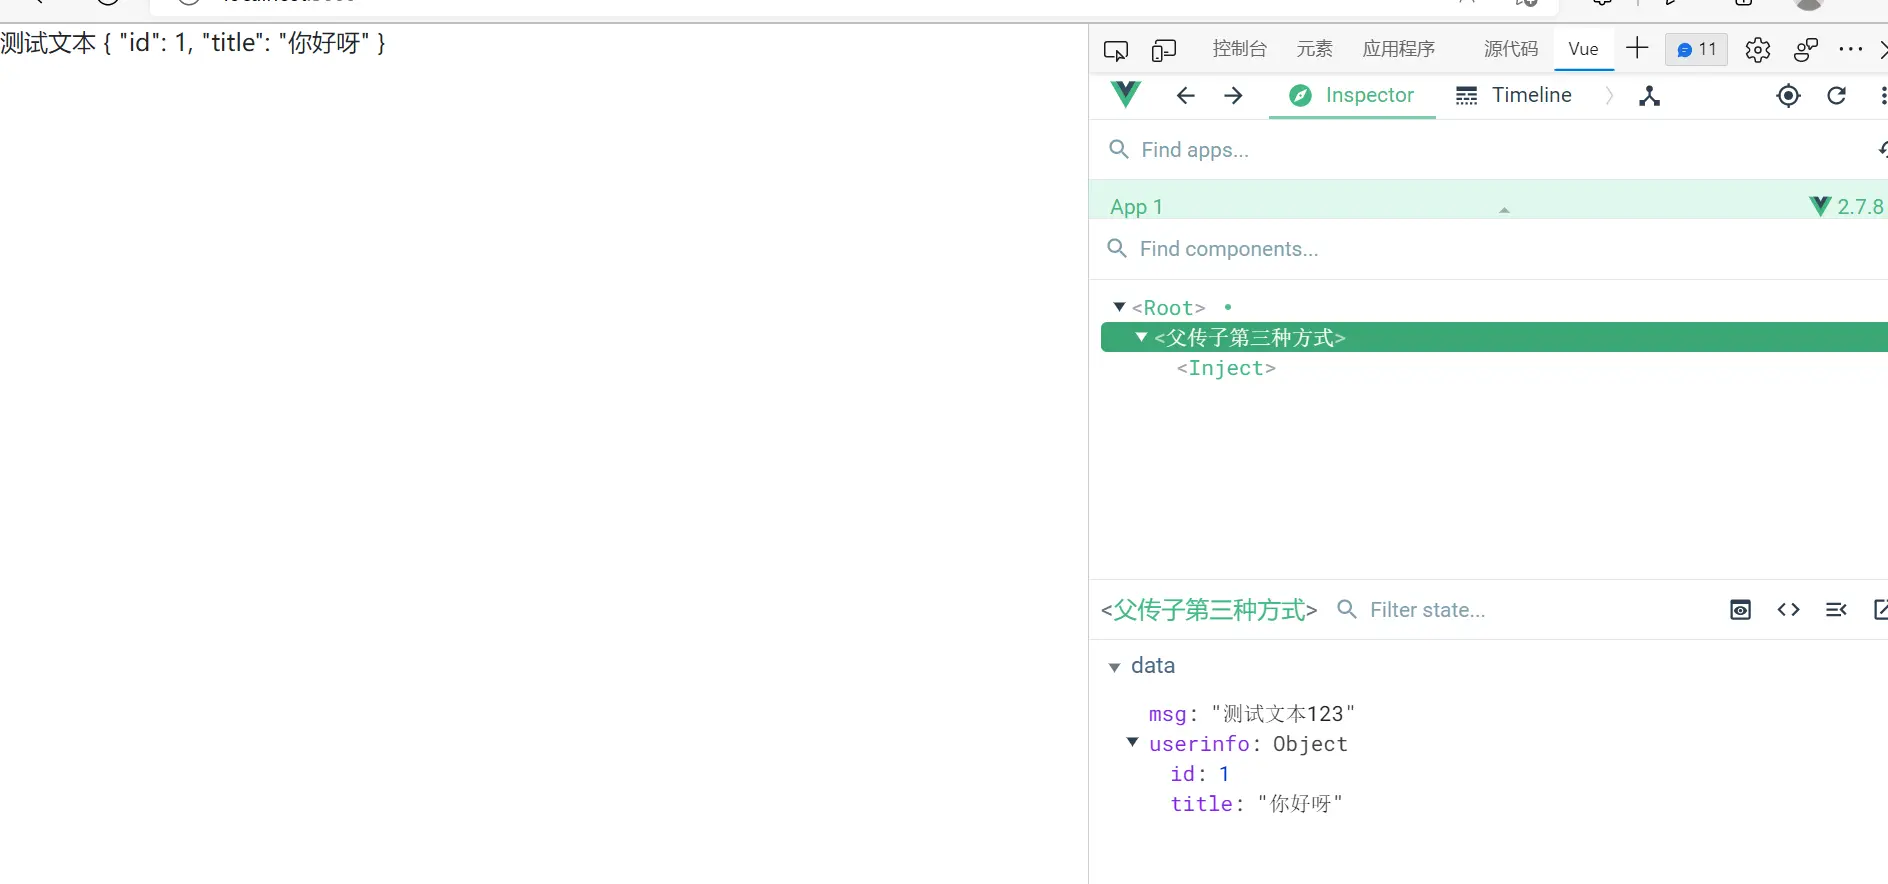 测试文本 { "id": 1, "title": "你好呀" }
控制台 元素 应用程序 源代码 Vue 11
Inspector Timeline
Find apps...
App 1 2.7.8
Find components...
<Root>
<父传子第三种方式>
<Inject>
<父传子第三种方式> Filter state...
data
msg: "测试文本123"
userinfo: Object
id: 1
title: "你好呀"